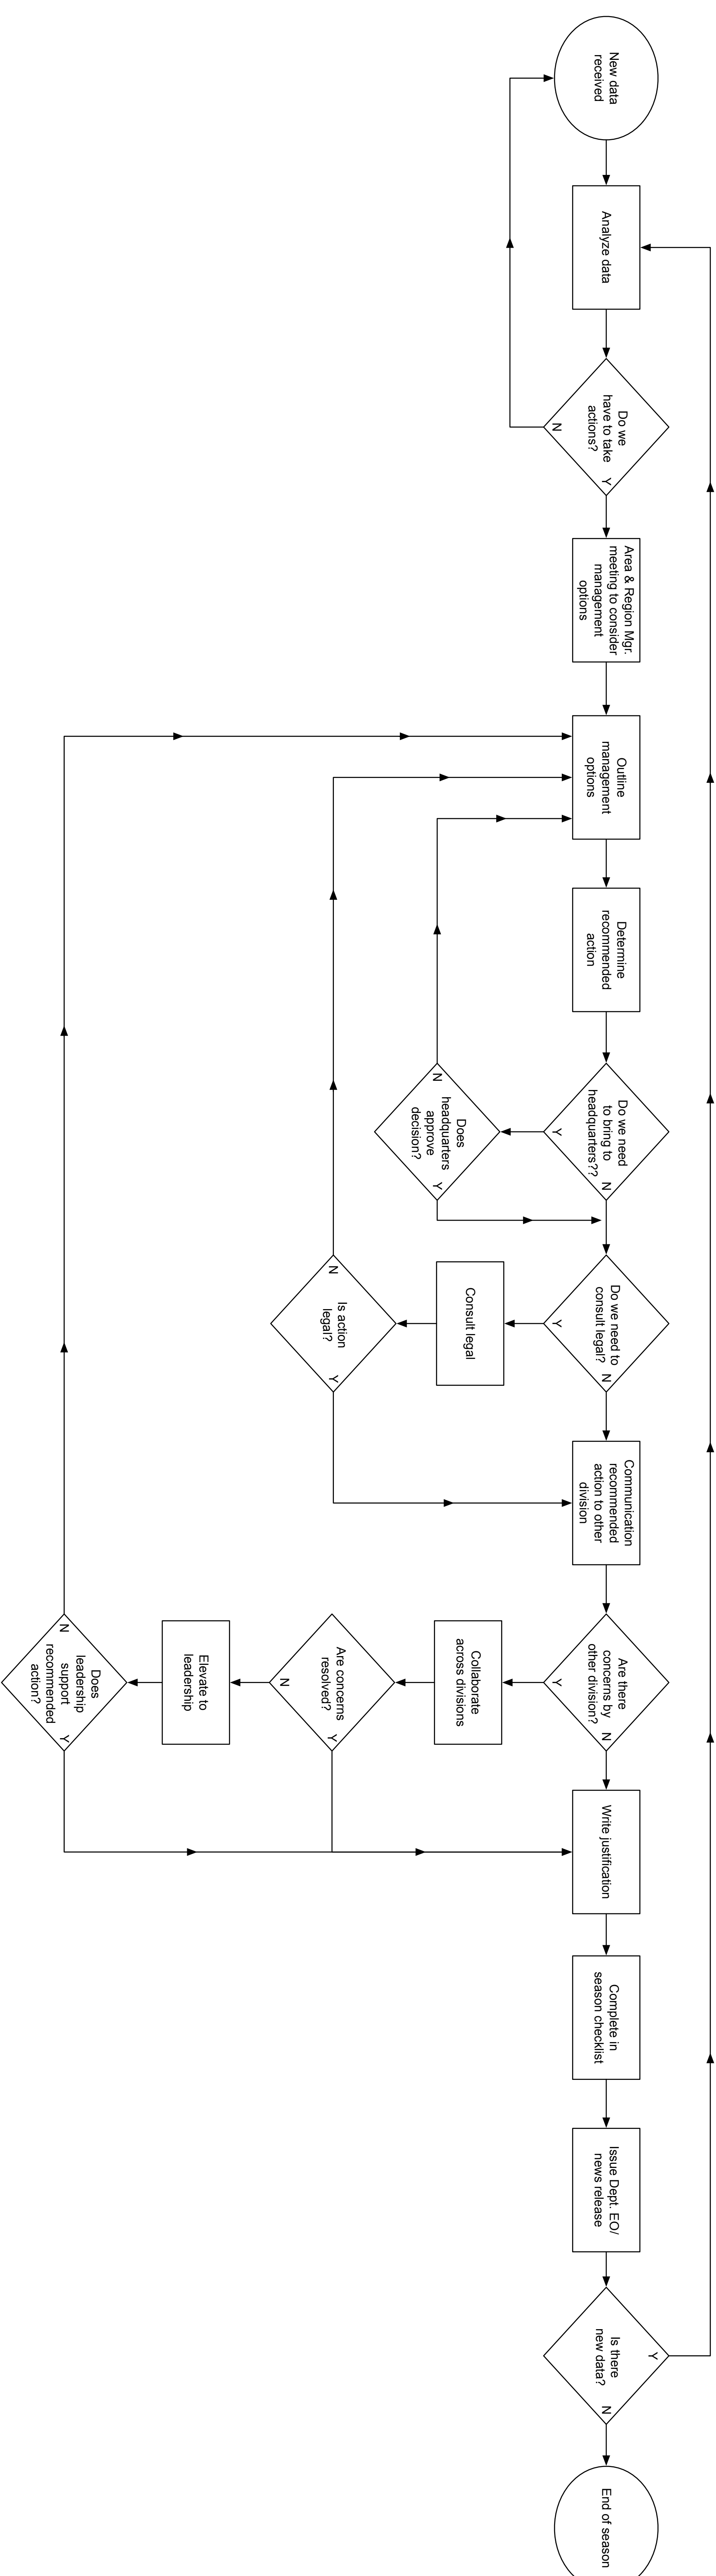 New data
received
Analyze data
Do we
have to take
actions?
N
Y
Area & Region Mgr.
meeting to consider
management
options
Outline
management
options
Determine
recommended
action
Do we need
to bring to
headquarters??
Y
N
Does
headquarters
approve
decision?
N
Y
Do we need to
consult legal?
Y
N
Consult legal
Is action
legal?
N
Y
Communication
recommended
action to other
division
Are there
concerns by
other division?
Y
N
Collaborate
across divisions
Are concerns
resolved?
N
Y
Elevate to
leadership
Does
leadership
support
recommended
action?
N
Y
Write justification
Complete in
season checklist
Issue Dept. EO/
news release
Is there
new data?
Y
N
End of season